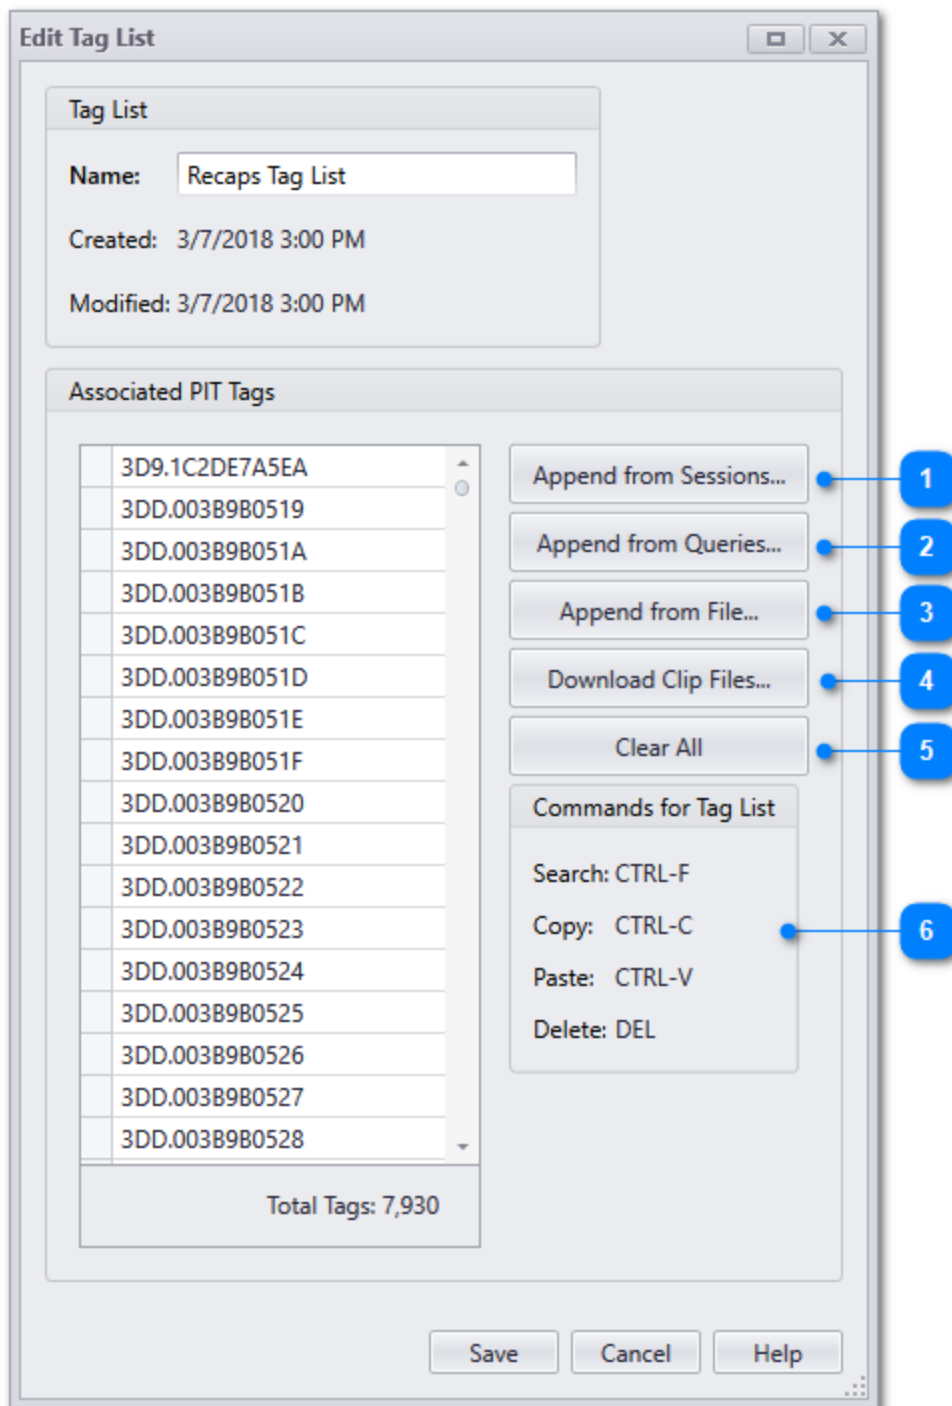 Edit Tag List
Tag List
Name: Recaps Tag List
Created: 3/7/2018 3:00 PM
Modified: 3/7/2018 3:00 PM
Associated PIT Tags
3D9.1C2DE7A5EA
3DD.003B9B0519
3DD.003B9B051A
3DD.003B9B051B
3DD.003B9B051C
3DD.003B9B051D
3DD.003B9B051E
3DD.003B9B051F
3DD.003B9B0520
3DD.003B9B0521
3DD.003B9B0522
3DD.003B9B0523
3DD.003B9B0524
3DD.003B9B0525
3DD.003B9B0526
3DD.003B9B0527
3DD.003B9B0528
Total Tags: 7,930
Append from Sessions... 1
Append from Queries... 2
Append from File... 3
Download Clip Files... 4
Clear All 5
Commands for Tag List
Search: CTRL-F
Copy: CTRL-C 6
Paste: CTRL-V
Delete: DEL
Save Cancel Help